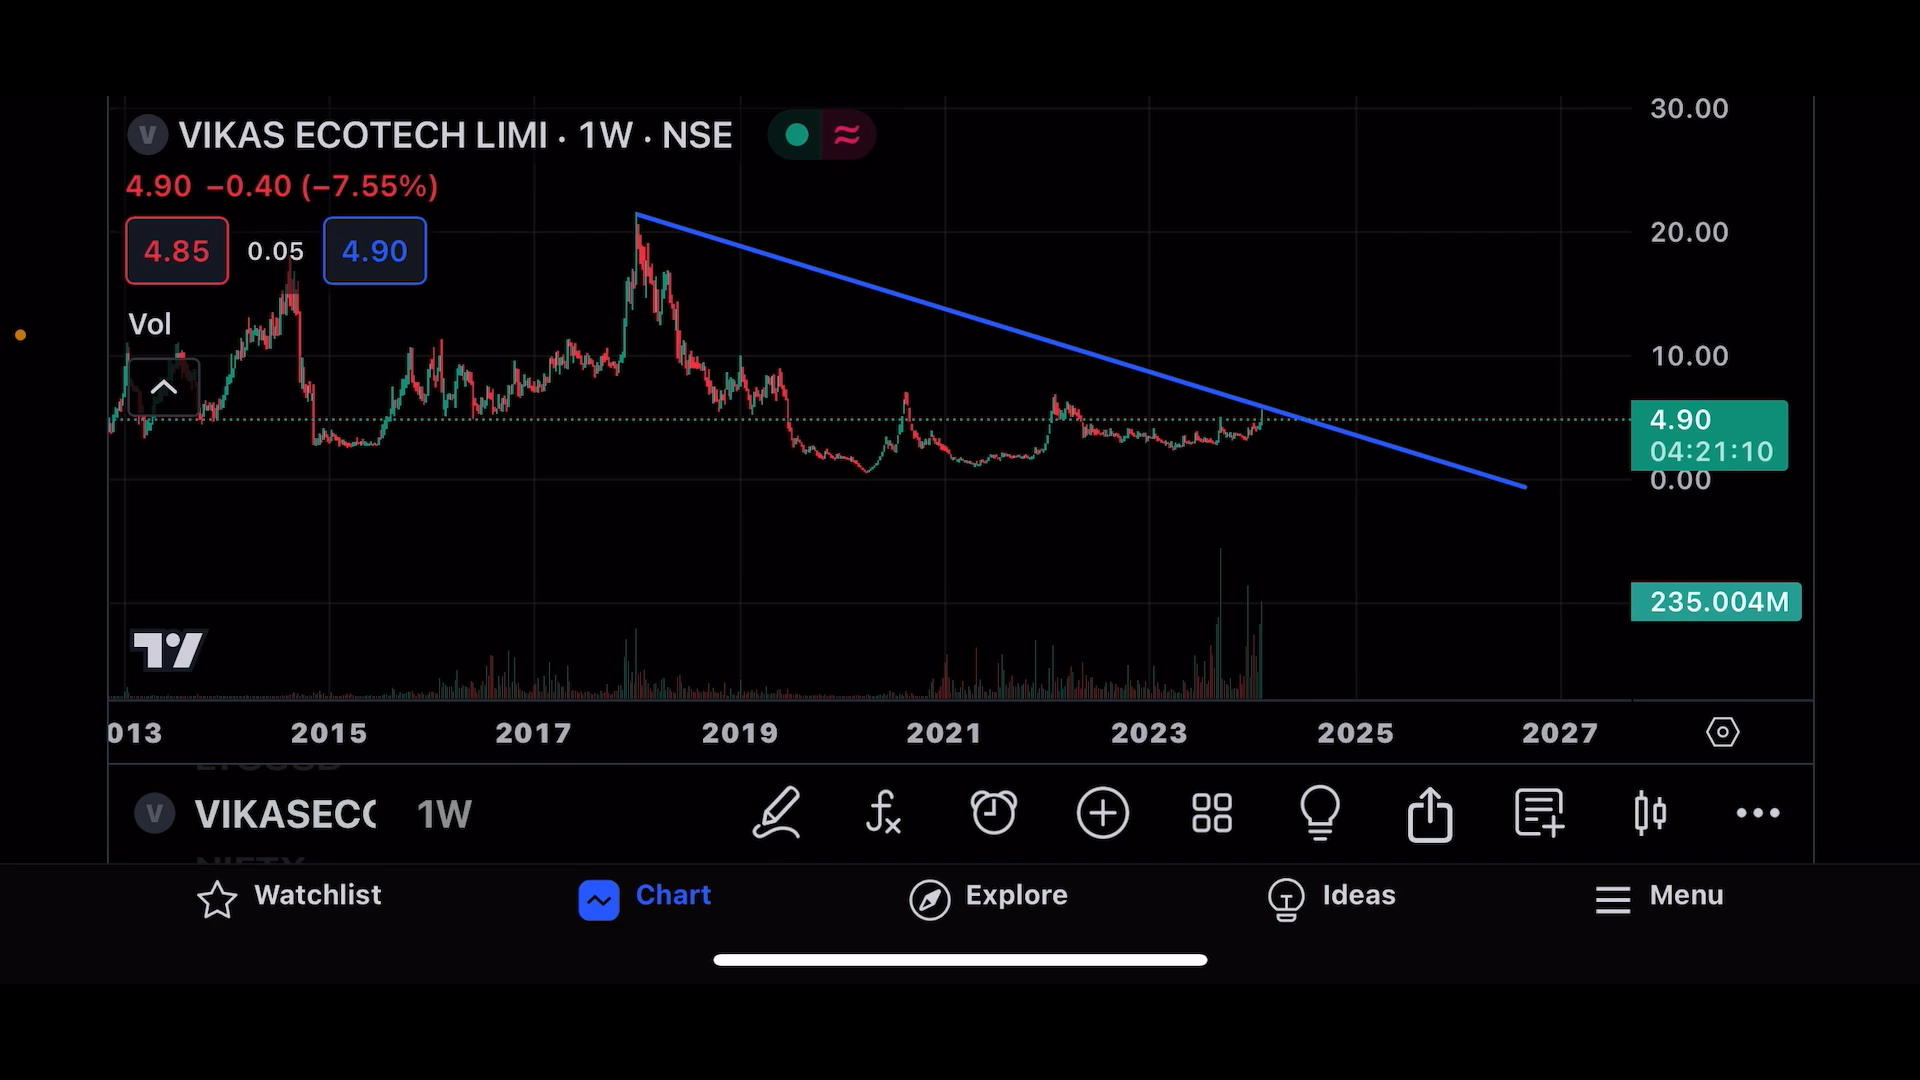 VIKAS ECOTECH LIMI · 1W · NSE
4.90 −0.40 (−7.55%)
4.85 0.05 4.90
Vol
30.00
20.00
10.00
4.90
04:21:10
0.00
235.004M
013 2015 2017 2019 2021 2023 2025 2027
V VIKASEC 1W
Watchlist Chart Explore Ideas Menu